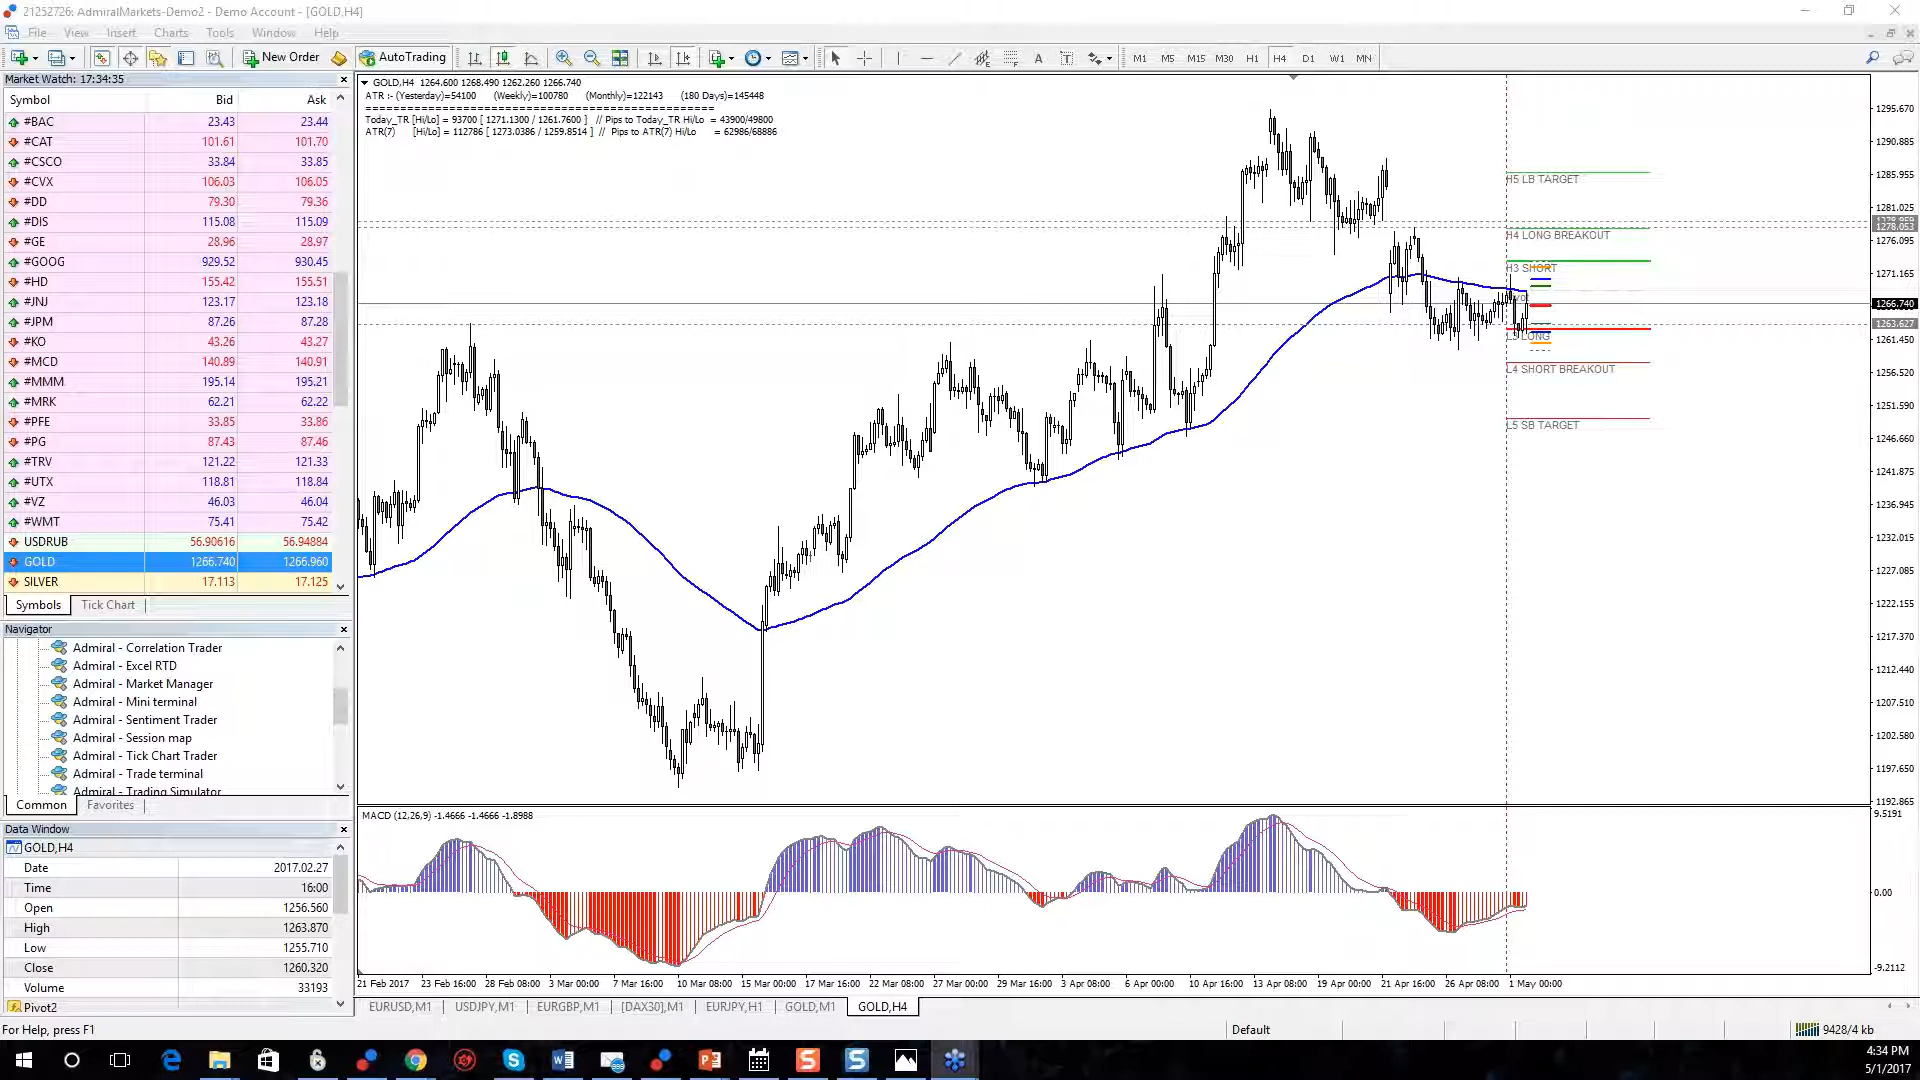 21252726: AdmiralMarkets-Demo2 - Demo Account - [GOLD,H4]
File View Insert Charts Tools Window Help
New Order AutoTrading A T M1 M5 M15 M30 H1 H4 D1 W1 MN
Market Watch: 17:34:35
Symbol Bid Ask
#BAC 23.43 23.44
#CAT 101.61 101.70
#CSCO 33.84 33.85
#CVX 106.03 106.05
#DD 79.30 79.36
#DIS 115.08 115.09
#GE 28.96 28.97
#GOOG 929.52 930.45
#HD 155.42 155.51
#JNJ 123.17 123.18
#JPM 87.26 87.28
#KO 43.26 43.27
#MCD 140.89 140.91
#MMM 195.14 195.21
#MRK 62.21 62.22
#PFE 33.85 33.86
#PG 87.43 87.46
#TRV 121.22 121.33
#UTX 118.81 118.84
#VZ 46.03 46.04
#WMT 75.41 75.42
USDRUB 56.90616 56.94884
GOLD 1266.740 1266.960
SILVER 17.113 17.125
Symbols Tick Chart
Navigator
Admiral - Correlation Trader
Admiral - Excel RTD
Admiral - Market Manager
Admiral - Mini terminal
Admiral - Sentiment Trader
Admiral - Session map
Admiral - Tick Chart Trader
Admiral - Trade terminal
Admiral - Trading Simulator
Common Favorites
Data Window
GOLD,H4
Date 2017.02.27
Time 16:00
Open 1256.560
High 1263.870
Low 1255.710
Close 1260.320
Volume 33193
Pivot2
GOLD,H4 1264.600 1268.490 1262.260 1266.740
ATR :- (Yesterday)=54100 (Weekly)=100780 (Monthly)=122143 (180 Days)=145448
==================================================
Today_TR [Hi/Lo] = 93700 [ 1271.1300 / 1261.7600 ] // Pips to Today_TR Hi/Lo = 43900/49800
ATR(7) [Hi/Lo] = 112786 [ 1273.0386 / 1259.8514 ] // Pips to ATR(7) Hi/Lo = 62986/68886
H5 LB TARGET
H4 LONG BREAKOUT
H3 SHORT
L3 LONG
L4 SHORT BREAKOUT
L5 SB TARGET
1295.670
1290.885
1285.955
1281.025
1278.053
1276.095
1271.165
1266.740
1263.627
1261.450
1256.520
1251.590
1246.660
1241.875
1236.945
1232.015
1227.085
1222.155
1217.370
1212.440
1207.510
1202.580
1197.650
1192.865
MACD (12,26,9) -1.4666 -1.4666 -1.8988
9.5191
0.00
-9.2112
21 Feb 2017 23 Feb 16:00 28 Feb 08:00 3 Mar 00:00 7 Mar 16:00 10 Mar 08:00 15 Mar 00:00 17 Mar 16:00 22 Mar 08:00 27 Mar 00:00 29 Mar 16:00 3 Apr 08:00 6 Apr 00:00 10 Apr 16:00 13 Apr 08:00 19 Apr 00:00 21 Apr 16:00 26 Apr 08:00 1 May 00:00
EURUSD,M1 USDJPY,M1 EURGBP,M1 [DAX30],M1 EURJPY,H1 GOLD,M1 GOLD,H4
For Help, press F1 Default 9428/4 kb
4:34 PM
5/1/2017